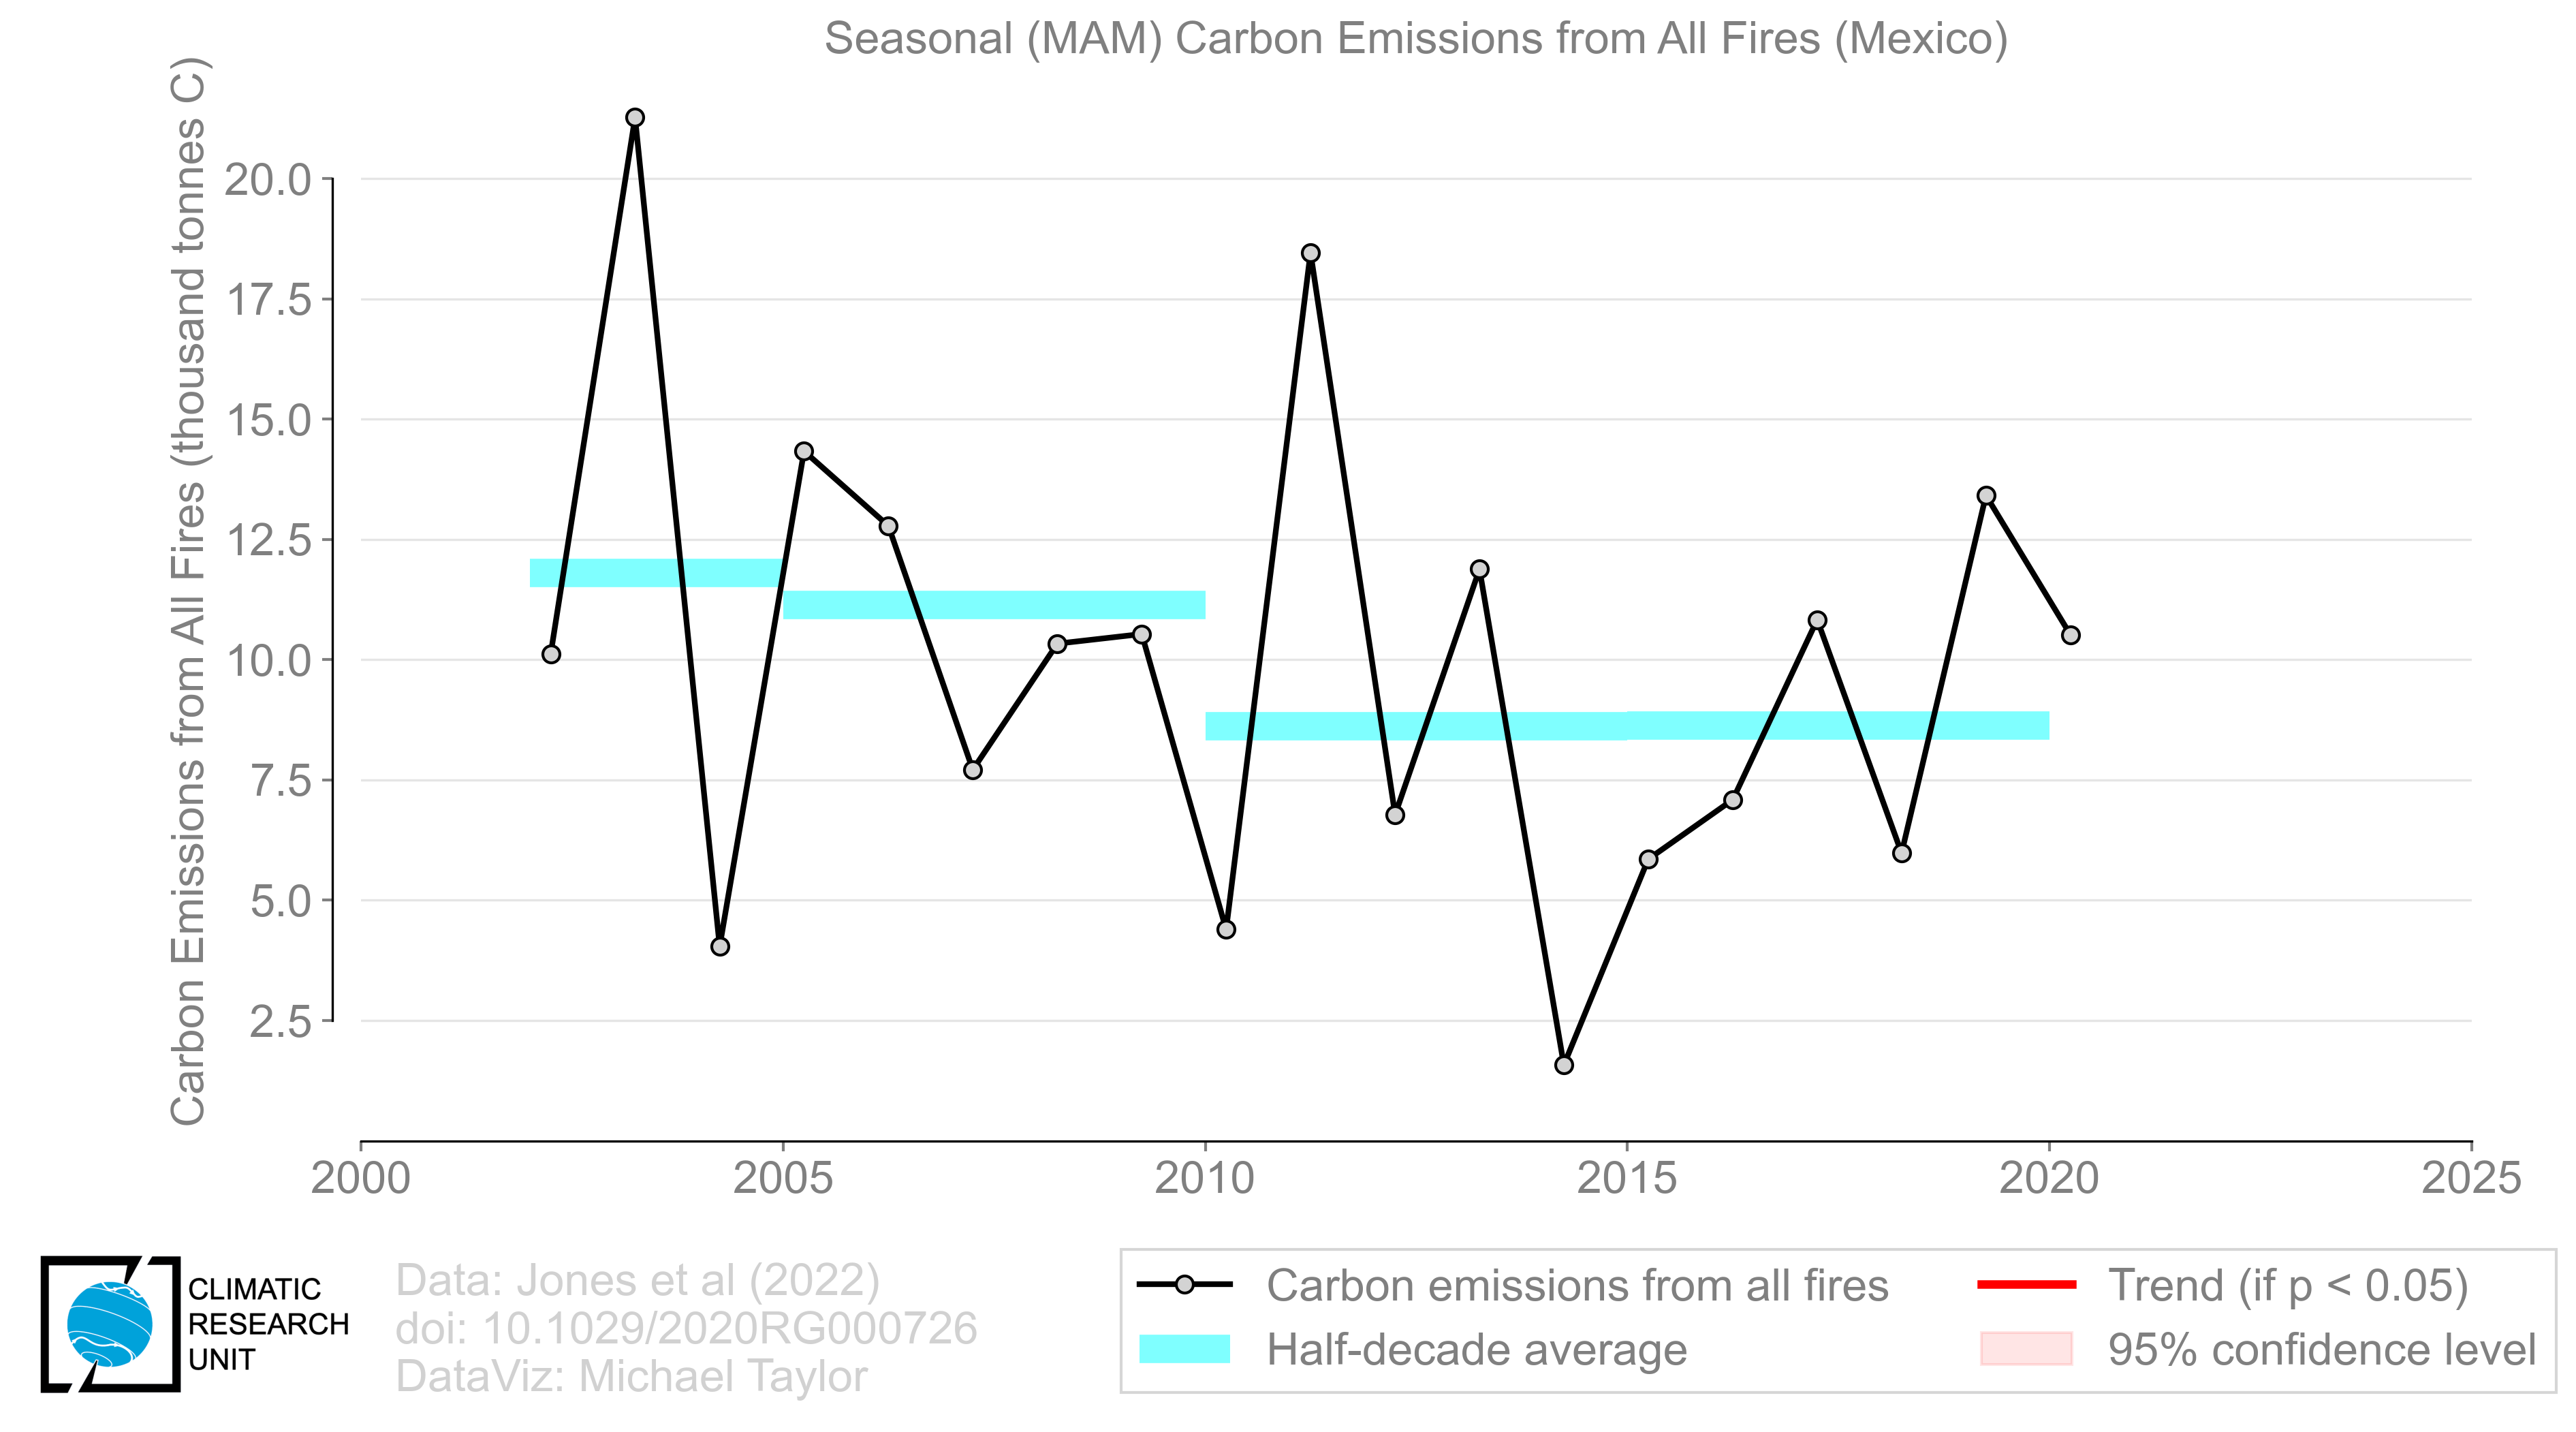 Seasonal (MAM) Carbon Emissions from All Fires (Mexico)
Carbon Emissions from All Fires (thousand tonnes C)
20.0
17.5
15.0
12.5
10.0
7.5
5.0
2.5
2000 2005 2010 2015 2020 2025
CLIMATIC
RESEARCH
UNIT
Data: Jones et al (2022)
doi: 10.1029/2020RG000726
DataViz: Michael Taylor
Carbon emissions from all fires
Half-decade average
Trend (if p < 0.05)
95% confidence level